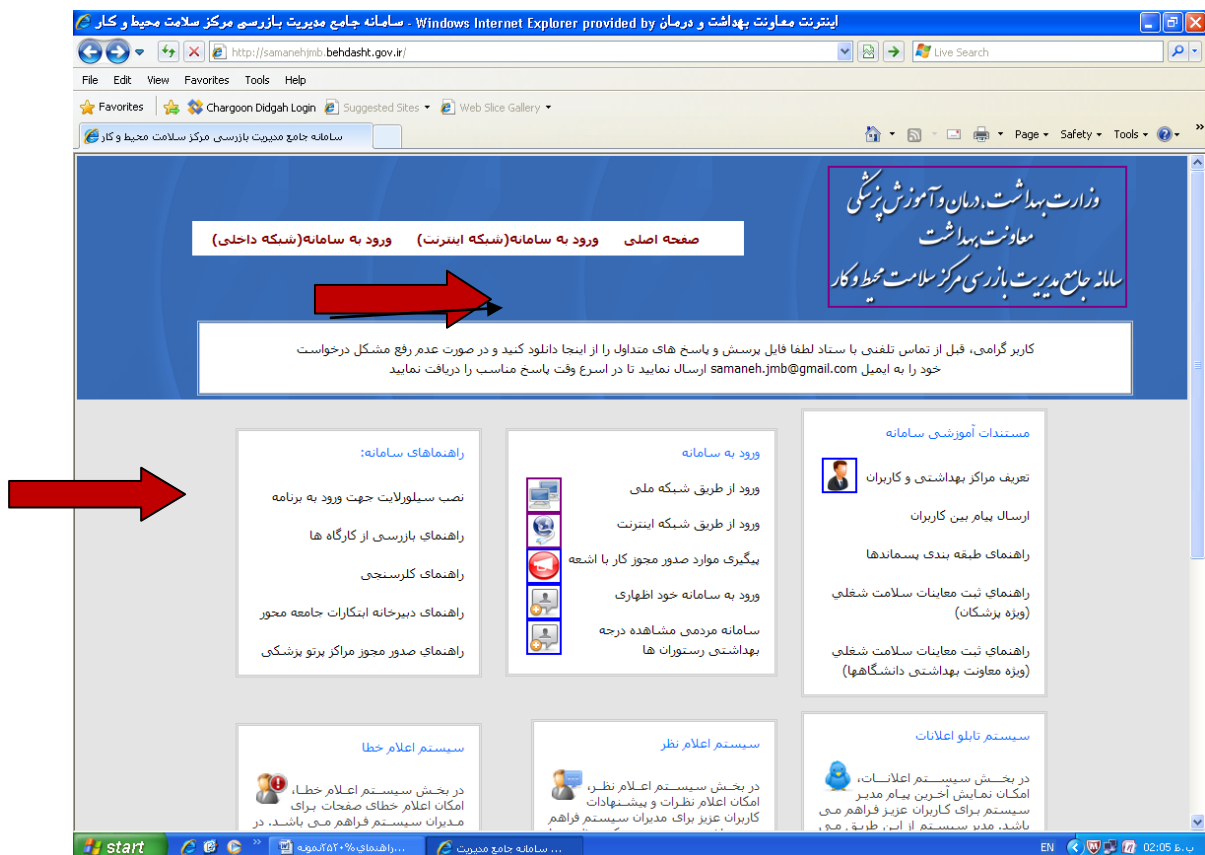 سامانه جامع مدیریت بازرسی مرکز سلامت محیط و کار - Windows Internet Explorer provided by اینترنت معاونت بهداشت و درمان
http://samanehjmb.behdasht.gov.ir/
Live Search
File Edit View Favorites Tools Help
Favorites Chargoon Didgah Login Suggested Sites Web Slice Gallery
سامانه جامع مدیریت بازرسی مرکز سلامت محیط و کار
Page Safety Tools
وزارت بهداشت، درمان و آموزش پزشکی
معاونت بهداشت
سامانه جامع مدیریت بازرسی مرکز سلامت محیط و کار
صفحه اصلی ورود به سامانه(شبکه اینترنت) ورود به سامانه(شبکه داخلی)
کاربر گرامی، قبل از تماس تلفنی با ستاد لطفا فایل پرسش و پاسخ های متداول را از اینجا دانلود کنید و در صورت عدم رفع مشکل درخواست
خود را به ایمیل samaneh.jmb@gmail.com ارسال نمایید تا در اسرع وقت پاسخ مناسب را دریافت نمایید
مستندات آموزشی سامانه
تعریف مراکز بهداشتی و کاربران
ارسال پیام بین کاربران
راهنمای طبقه بندی پسماندها
راهنمای ثبت معاینات سلامت شغلی
(ویژه پزشکان)
راهنمای ثبت معاینات سلامت شغلی
(ویژه معاونت بهداشتی دانشگاهها)
ورود به سامانه
ورود از طریق شبکه ملی
ورود از طریق شبکه اینترنت
پیگیری موارد صدور مجوز کار با اشعه
ورود به سامانه خود اظهاری
سامانه مردمی مشاهده درجه
بهداشتی رستوران ها
راهنماهای سامانه:
نصب سیلورلایت جهت ورود به برنامه
راهنمای بازرسی از کارگاه ها
راهنمای کلرسنجی
راهنمای دبیرخانه ابتکارات جامعه محور
راهنمای صدور مجوز مراکز پرتو پزشکی
سیستم تابلو اعلانات
در بخش سیستم اعلانات،
امکان نمایش آخرین پیام مدیر
سیستم برای کاربران عزیز فراهم می
باشد. مدیر سیستم از این طریق می
سیستم اعلام نظر
در بخش سیستم اعلام نظر،
امکان اعلام نظرات و پیشنهادات
کاربران عزیز برای مدیران سیستم فراهم
سیستم اعلام خطا
در بخش سیستم اعلام خطا،
امکان اعلام خطای صفحات برای
مدیران سیستم فراهم می باشد. در
start
...راهنمای%۲۵۲۰نمونه
سامانه جامع مدیریت ...
EN
02:05 ب.ظ